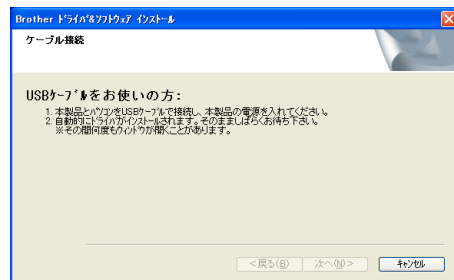 Brother ﾄﾞﾗｲﾊﾞ&ｿﾌﾄｳｪｱ ｲﾝｽﾄｰﾙ
ケーブル接続
USBｹｰﾌﾞﾙをお使いの方:
1. 本製品とﾊﾟｿｺﾝをUSBｹｰﾌﾞﾙで接続し、本製品の電源を入れてください。
2. 自動的にﾄﾞﾗｲﾊﾞがｲﾝｽﾄｰﾙされます。そのまましばらくお待ち下さい。
※その間何度もｳｨﾝﾄﾞｳが開くことがあります。
<戻る(B)
次へ(N)>
ｷｬﾝｾﾙ